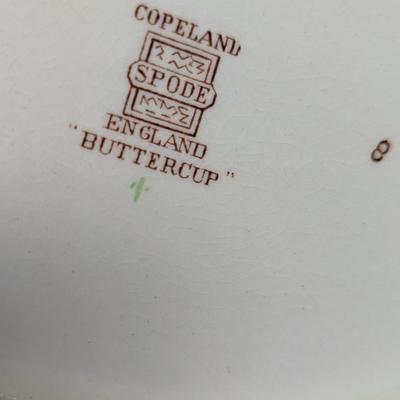 COPELAND
SPODE
ENGLAND
"BUTTERCUP"
8